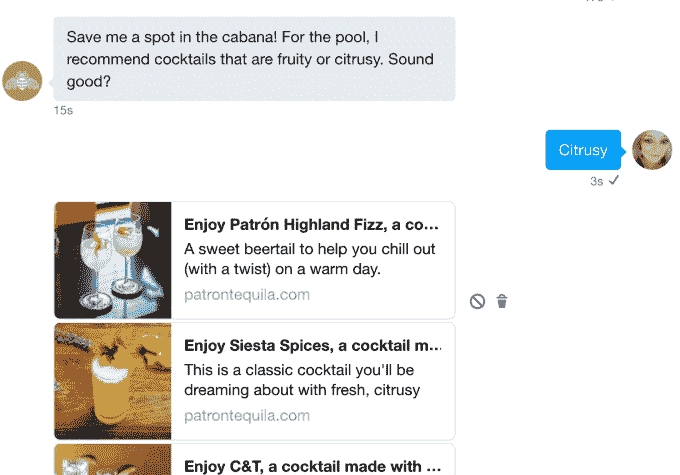 Save me a spot in the cabana! For the pool, I
recommend cocktails that are fruity or citrusy. Sound
good?
15s
Citrusy
3s
Enjoy Patrón Highland Fizz, a co...
A sweet beertail to help you chill out
(with a twist) on a warm day.
patrontequila.com
Enjoy Siesta Spices, a cocktail m...
This is a classic cocktail you'll be
dreaming about with fresh, citrusy
patrontequila.com
Enjoy C&T, a cocktail made with ...